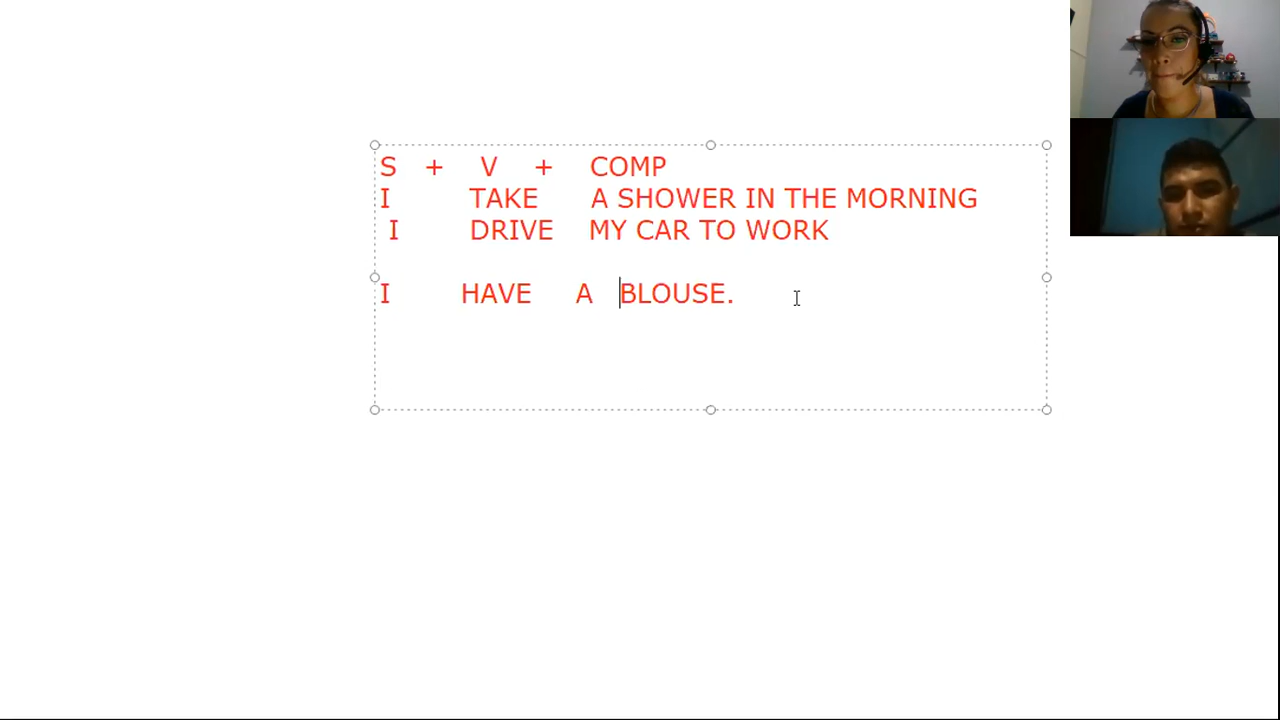 S + V + COMP
I TAKE A SHOWER IN THE MORNING
I DRIVE MY CAR TO WORK
I HAVE A BLOUSE.